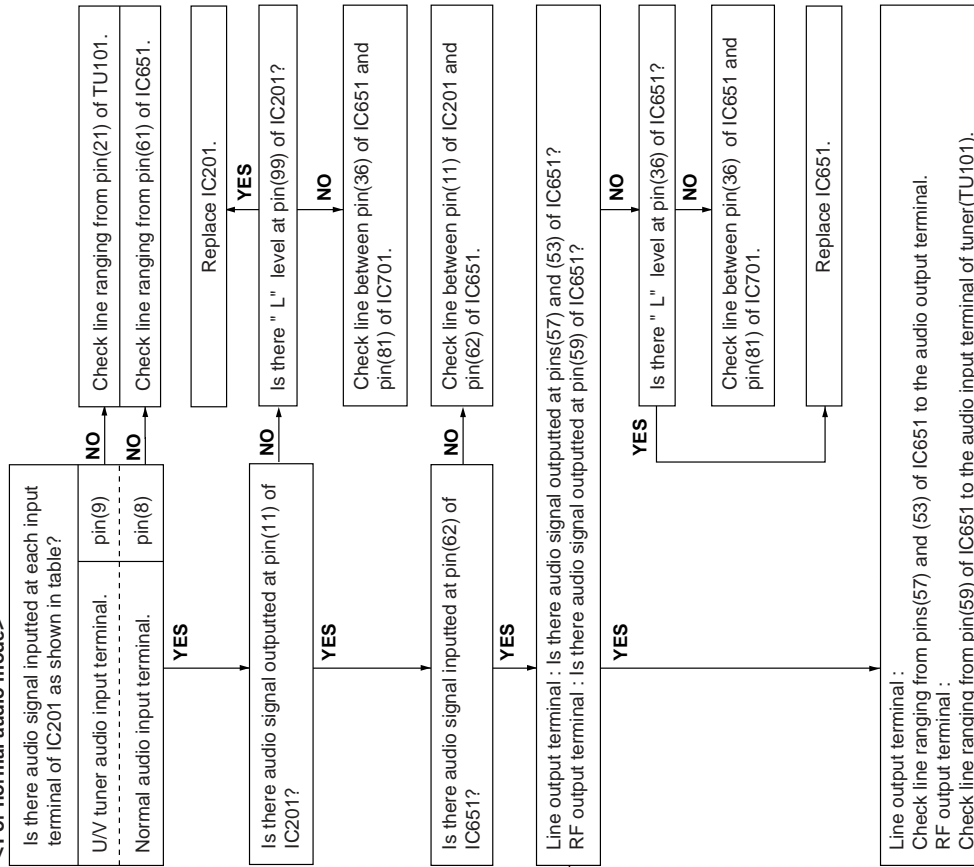 <For normal audio mode>
Is there audio signal inputted at each input
terminal of IC201 as shown in table?
U/V tuner audio input terminal.
pin(9)
NO
Check line ranging from pin(21) of TU101.
Normal audio input terminal.
pin(8)
NO
Check line ranging from pin(61) of IC651.
YES
Replace IC201.
YES
Is there audio signal outputted at pin(11) of
IC201?
NO
Is there " L"  level at pin(99) of IC201?
NO
Check line between pin(36) of IC651 and
pin(81) of IC701.
YES
Is there audio signal inputted at pin(62) of
IC651?
NO
Check line between pin(11) of IC201 and
pin(62) of IC651.
YES
Line output terminal : Is there audio signal outputted at pins(57) and (53) of IC651?
RF output terminal : Is there audio signal outputted at pin(59) of IC651?
NO
Is there " L"  level at pin(36) of IC651?
NO
Check line between pin(36)  of IC651 and
pin(81) of IC701.
YES
Replace IC651.
YES
Line output terminal :
Check line ranging from pins(57) and (53) of IC651 to the audio output terminal.
RF output terminal :
Check line ranging from pin(59) of IC651 to the audio input terminal of tuner(TU101).